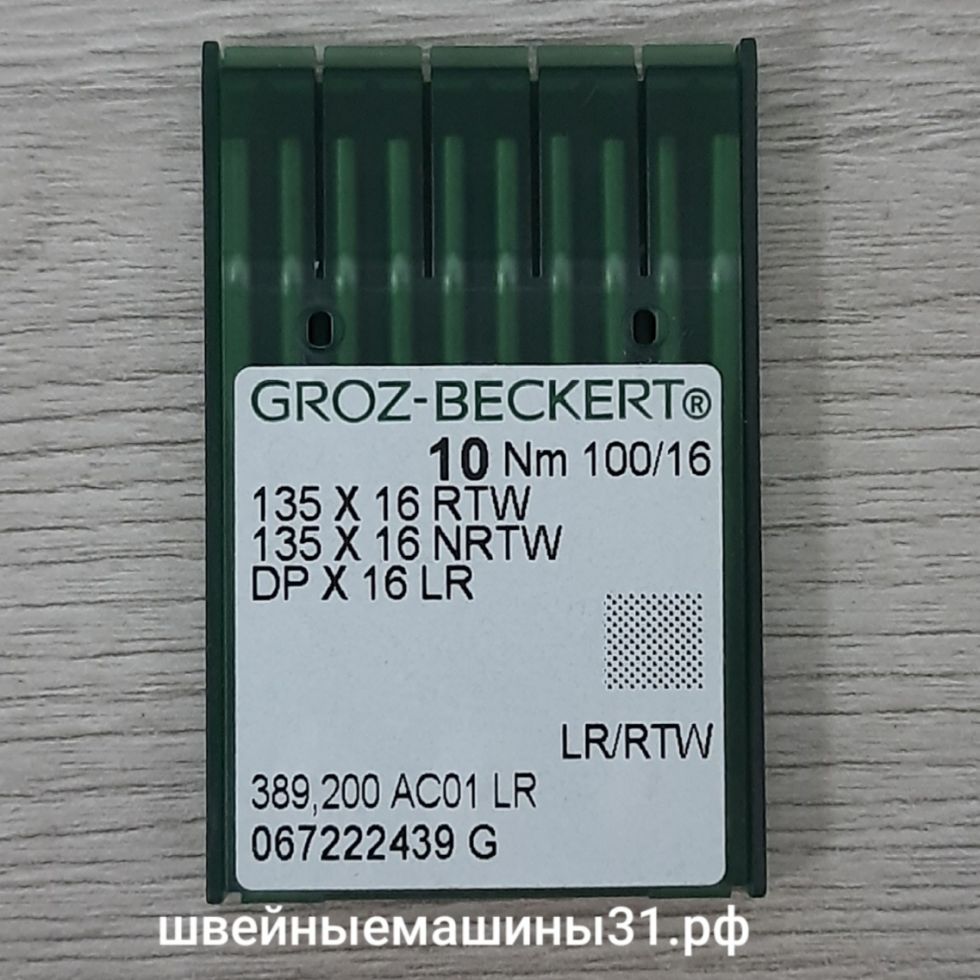 GROZ-BECKERT®
10 Nm 100/16
135 X 16 RTW
135 X 16 NRTW
DP X 16 LR
LR/RTW
389,200 AC01 LR
067222439 G
швейныемашины31.рф